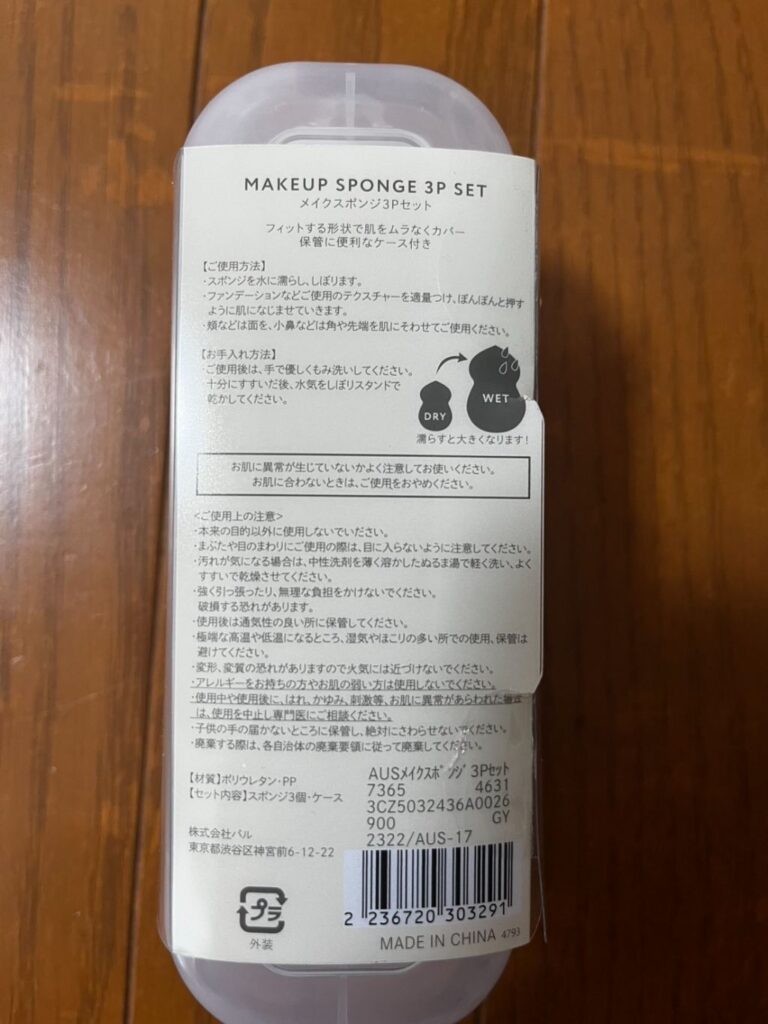 MAKEUP SPONGE 3P SET
メイクスポンジ3Pセット
フィットする形状で肌をムラなくカバー
保管に便利なケース付き
【ご使用方法】
・スポンジを水に濡らし、しぼります。
・ファンデーションなどご使用のテクスチャーを適量つけ、ぽんぽんと押す
ように肌になじませていきます。
・頬などは面を、小鼻などは角や先端を肌にそわせてご使用ください。
【お手入れ方法】
・ご使用後は、手で優しくもみ洗いしてください。
・十分にすすいだ後、水気をしぼりスタンドで
乾かしてください。
DRY
WET
濡らすと大きくなります!
お肌に異常が生じていないかよく注意してお使いください。
お肌に合わないときは、ご使用をおやめください。
<ご使用上の注意>
・本来の目的以外に使用しないでいださい。
・まぶたや目のまわりにご使用の際は、目に入らないように注意してください。
・汚れが気になる場合は、中性洗剤を薄く溶かしたぬるま湯で軽く洗い、よく
すすいで乾燥させてください。
・強く引っ張ったり、無理な負担をかけないでください。
破損する恐れがあります。
・使用後は通気性の良い所に保管してください。
・極端な高温や低温になるところ、湿気やほこりの多い所での使用、保管は
避けてください。
・変形、変質の恐れがありますので火気には近づけないでください。
・アレルギーをお持ちの方やお肌の弱い方は使用しないでください。
・使用中や使用後に、はれ、かゆみ、刺激等、お肌に異常があらわれた場合
は、使用を中止し専門医にご相談ください。
・子供の手の届かないところに保管し、絶対にさわらせないでください。
・廃棄する際は、各自治体の廃棄要領に従って廃棄してください。
【材質】ポリウレタン・PP
【セット内容】スポンジ3個・ケース
株式会社パル
東京都渋谷区神宮前6-12-22
AUSメイクスポンジ 3Pセット
7365 4631
3CZ5032436A0026
900 GY
2322/AUS-17
2 236720 303291
プラ
外装
MADE IN CHINA 4793